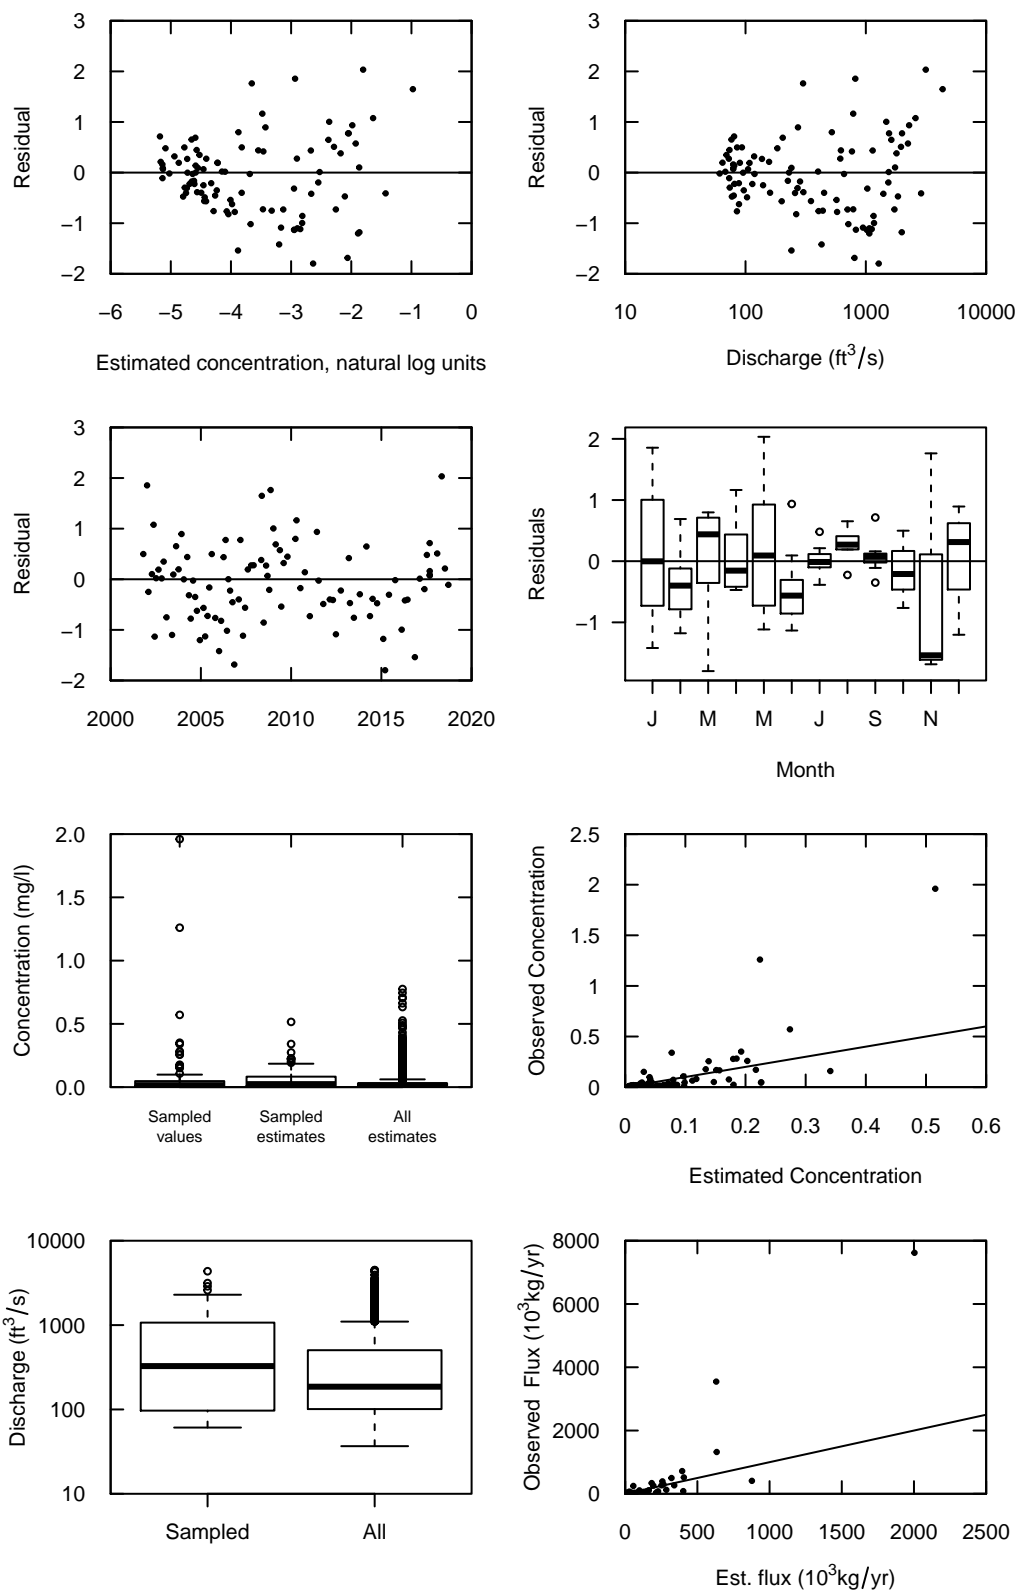 3
2
1
0
−1
−2
Residual
−6 −5 −4 −3 −2 −1 0
Estimated concentration, natural log units
3
2
1
0
−1
−2
Residual
10 100 1000 10000
Discharge (ft3/s)
3
2
1
0
−1
−2
Residual
2000 2005 2010 2015 2020
2
1
0
−1
Residuals
J M M J S N
Month
2.0
1.5
1.0
0.5
0.0
Concentration (mg/l)
Sampled values
Sampled estimates
All estimates
2.5
2
1.5
1
0.5
0
Observed Concentration
0 0.1 0.2 0.3 0.4 0.5 0.6
Estimated Concentration
10000
1000
100
10
Discharge (ft3/s)
Sampled All
8000
6000
4000
2000
0
Observed Flux (103kg/yr)
0 500 1000 1500 2000 2500
Est. flux (103kg/yr)